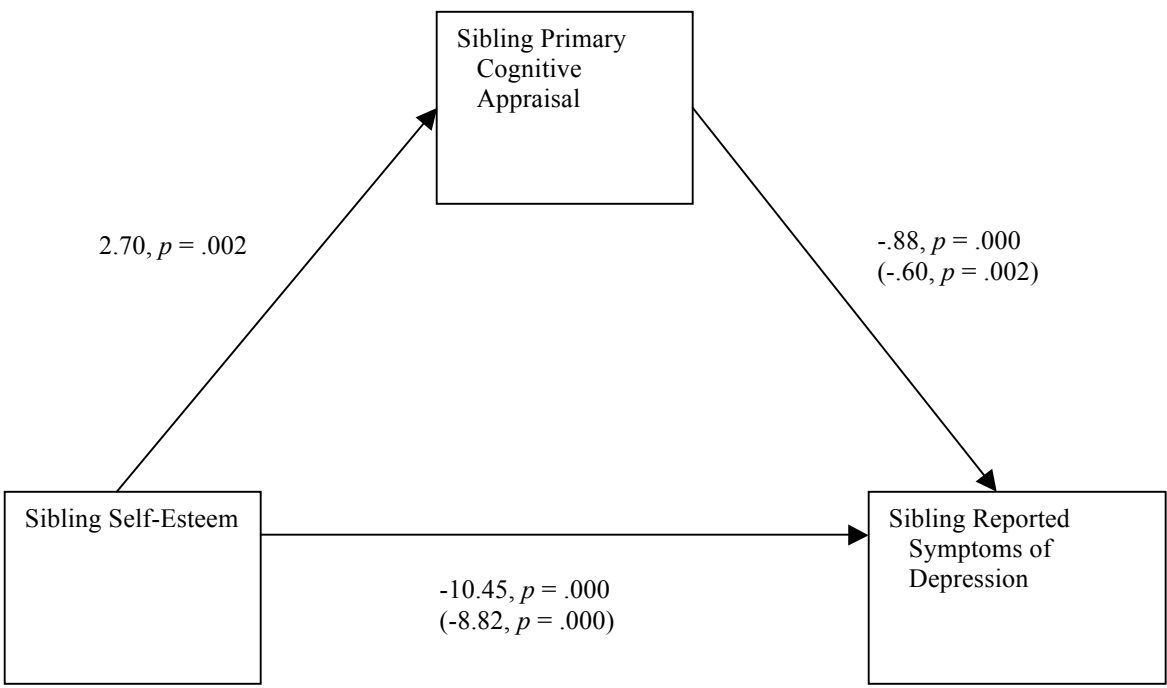 Sibling Primary
Cognitive
Appraisal
2.70, p = .002
-.88, p = .000
(-.60, p = .002)
Sibling Self-Esteem
Sibling Reported
Symptoms of
Depression
-10.45, p = .000
(-8.82, p = .000)